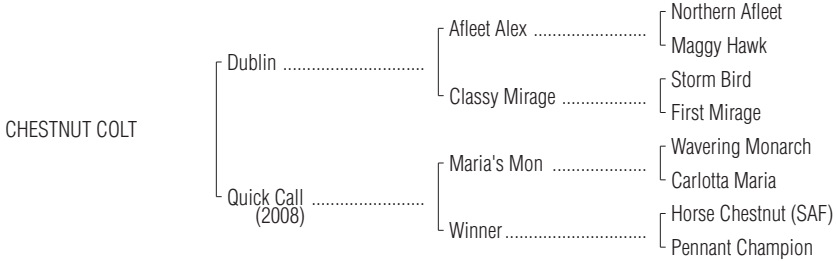 Northern Afleet
Afleet Alex ........................
Maggy Hawk
Dublin ..............................
Storm Bird
Classy Mirage ..................
First Mirage
CHESTNUT COLT
Wavering Monarch
Maria's Mon ....................
Carlotta Maria
Quick Call ........................
(2008)
Horse Chestnut (SAF)
Winner ..............................
Pennant Champion